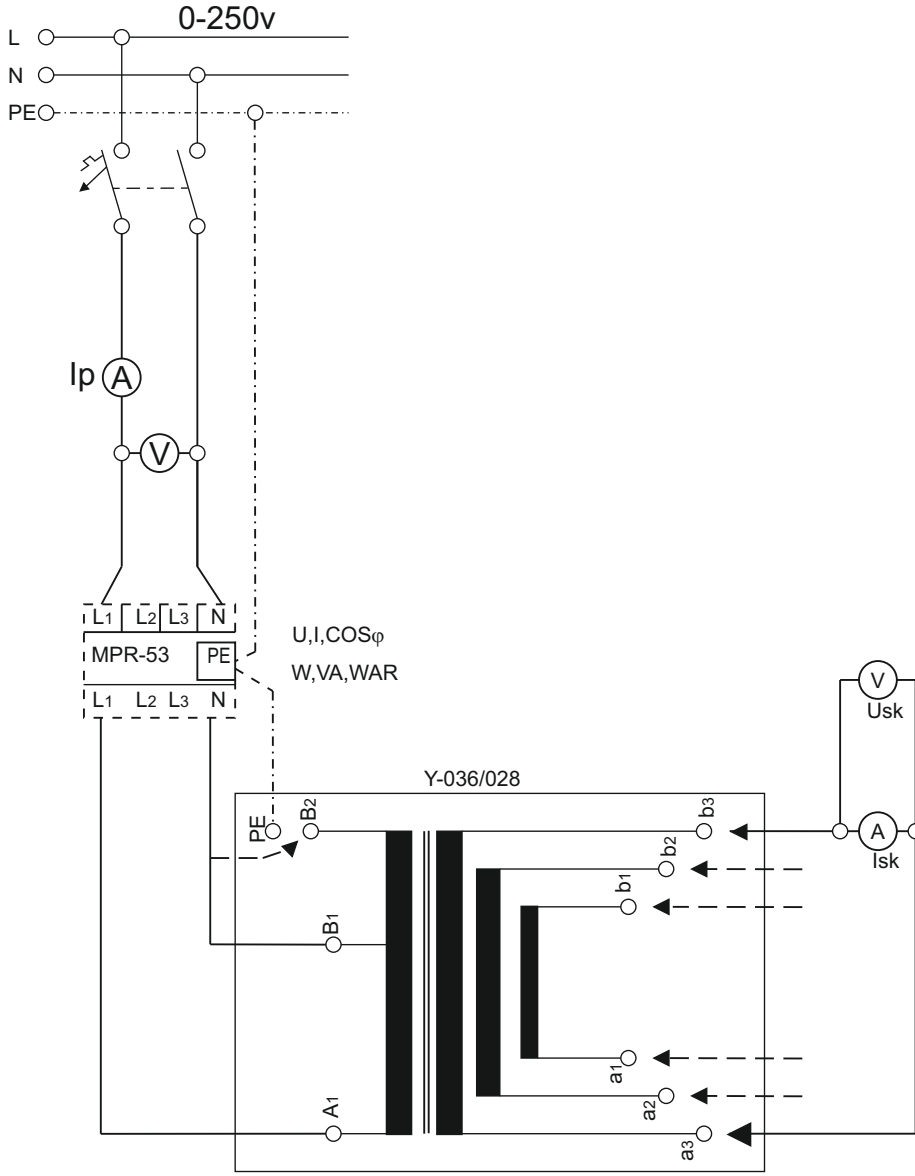 0-250v
L
N
PE
Ip
A
V
L1 L2 L3 N
MPR-53 PE
L1 L2 L3 N
U,I,COSφ
W,VA,WAR
V
Usk
A
Isk
Y-036/028
PE
B2
B1
A1
b3
b2
b1
a1
a2
a3